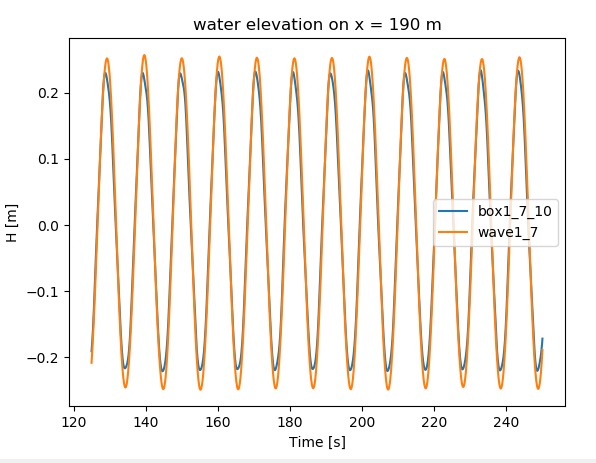 water elevation on x = 190 m
H [m]
0.2
0.1
0.0
−0.1
−0.2
box1_7_10
wave1_7
120 140 160 180 200 220 240
Time [s]